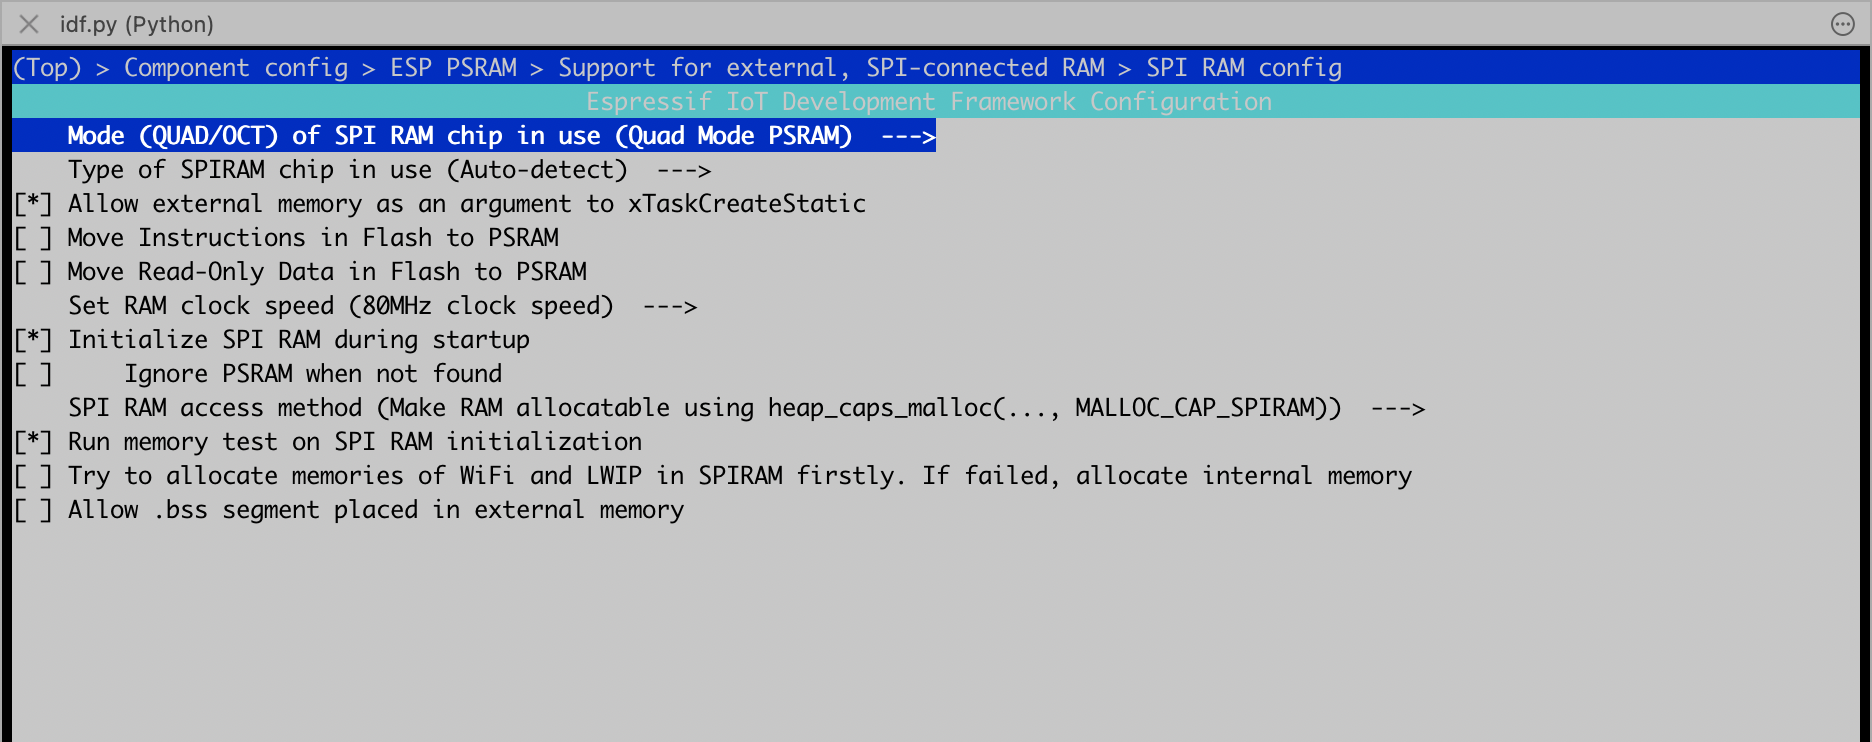 idf.py (Python)
(Top) > Component config > ESP PSRAM > Support for external, SPI-connected RAM > SPI RAM config
Espressif IoT Development Framework Configuration
Mode (QUAD/OCT) of SPI RAM chip in use (Quad Mode PSRAM)  --->
Type of SPIRAM chip in use (Auto-detect)  --->
[*] Allow external memory as an argument to xTaskCreateStatic
[ ] Move Instructions in Flash to PSRAM
[ ] Move Read-Only Data in Flash to PSRAM
Set RAM clock speed (80MHz clock speed)  --->
[*] Initialize SPI RAM during startup
[ ]     Ignore PSRAM when not found
SPI RAM access method (Make RAM allocatable using heap_caps_malloc(..., MALLOC_CAP_SPIRAM))  --->
[*] Run memory test on SPI RAM initialization
[ ] Try to allocate memories of WiFi and LWIP in SPIRAM firstly. If failed, allocate internal memory
[ ] Allow .bss segment placed in external memory